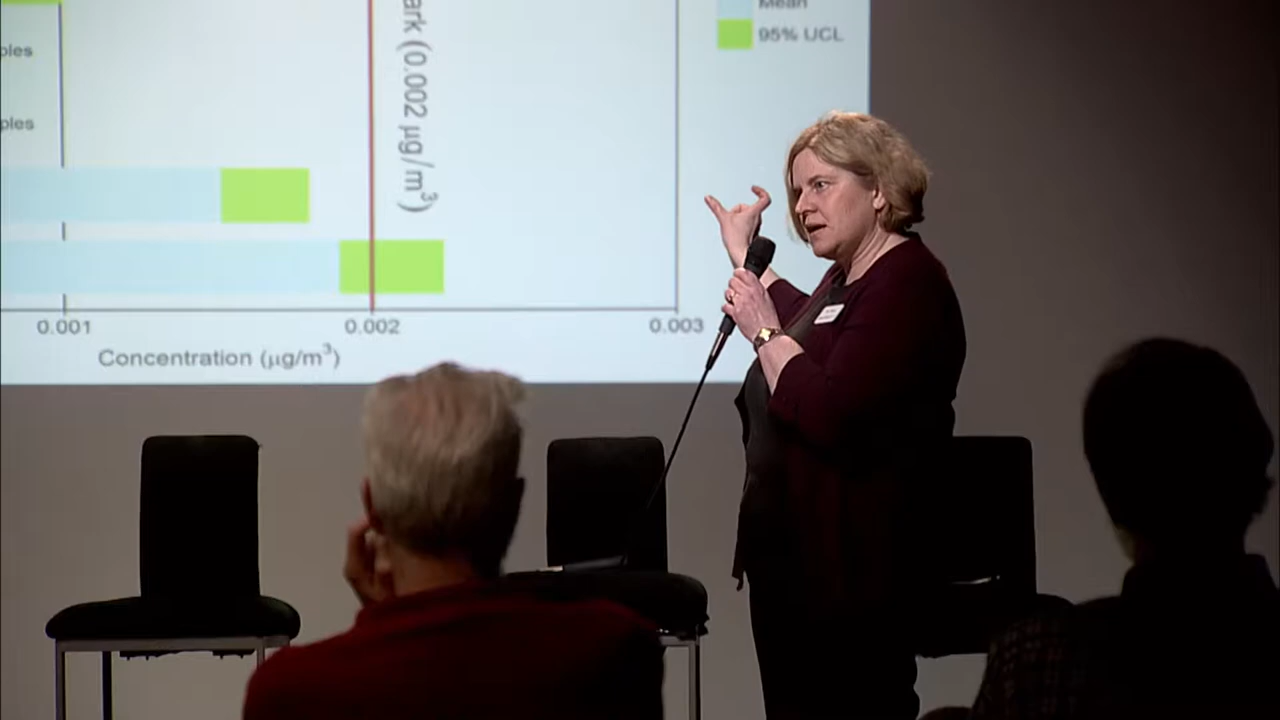 Mean
95% UCL
ples
ples
ark (0.002 µg/m³)
0.001
0.002
0.003
Concentration (µg/m³)